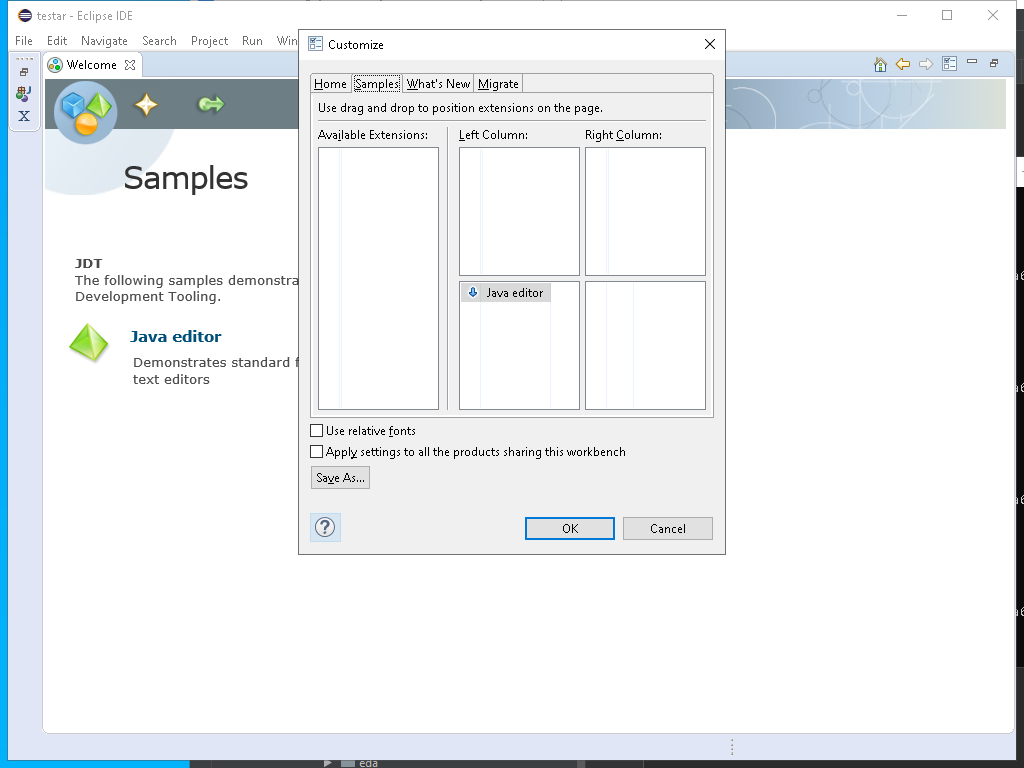 testar - Eclipse IDE
File Edit Navigate Search Project Run Win
Welcome
Samples
JDT
The following samples demonstra
Development Tooling.
Java editor
Demonstrates standard f
text editors
Customize
Home Samples What's New Migrate
Use drag and drop to position extensions on the page.
Available Extensions: Left Column: Right Column:
Java editor
Use relative fonts
Apply settings to all the products sharing this workbench
Save As...
OK Cancel
eda